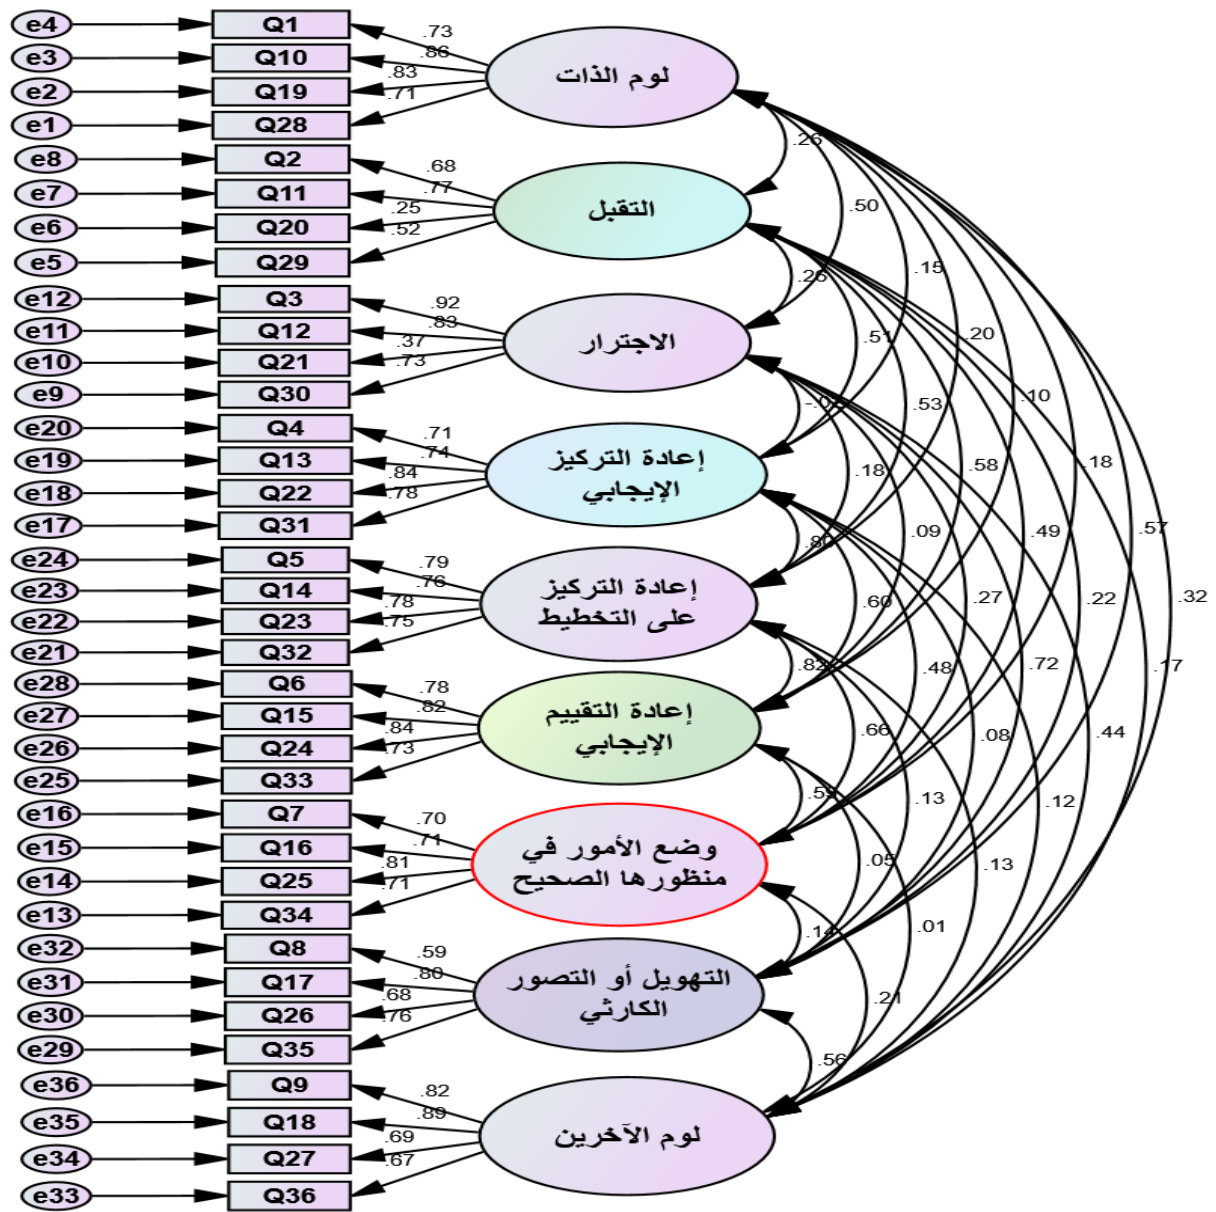 e4 Q1 .73
e3 Q10 .86
e2 Q19 .83
e1 Q28 .71
لوم الذات
e8 Q2 .68
e7 Q11 .77
e6 Q20 .25
e5 Q29 .52
التقبل
e12 Q3 .92
e11 Q12 .83
e10 Q21 .37
e9 Q30 .73
الاجترار
e20 Q4 .71
e19 Q13 .74
e18 Q22 .84
e17 Q31 .78
إعادة التركيز
الإيجابي
e24 Q5 .79
e23 Q14 .76
e22 Q23 .78
e21 Q32 .75
إعادة التركيز
على التخطيط
e28 Q6 .78
e27 Q15 .82
e26 Q24 .84
e25 Q33 .73
إعادة التقييم
الإيجابي
e16 Q7 .70
e15 Q16 .71
e14 Q25 .81
e13 Q34 .71
وضع الأمور في
منظورها الصحيح
e32 Q8 .59
e31 Q17 .80
e30 Q26 .68
e29 Q35 .76
التهويل أو التصور
الكارثي
e36 Q9 .82
e35 Q18 .89
e34 Q27 .69
e33 Q36 .67
لوم الآخرين
.26
.50
.26
.15
.51
.20
.10
.53
.18
.58
.18
.57
.09
.49
.80
.60
.27
.22
.32
.82
.48
.72
.17
.66
.08
.44
.59
.13
.12
.05
.13
.14
.01
.21
.56